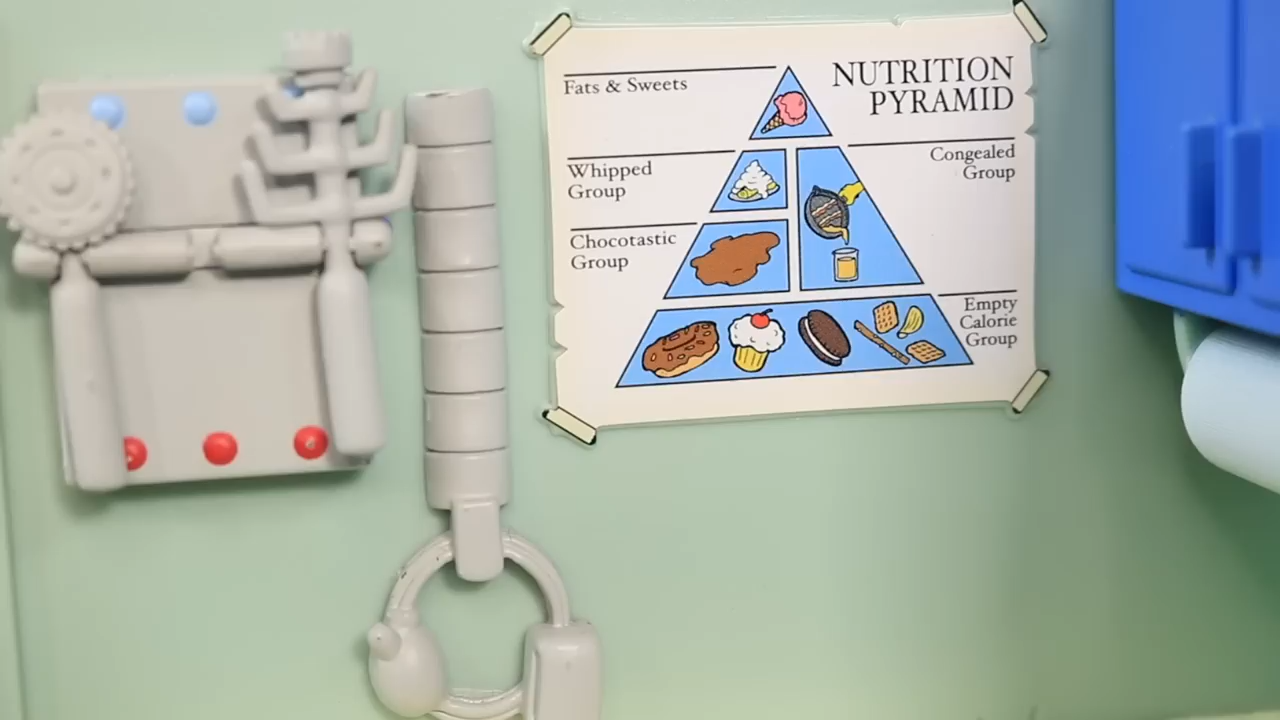 NUTRITION
PYRAMID
Fats & Sweets
Whipped
Group
Congealed
Group
Chocotastic
Group
Empty
Calorie
Group